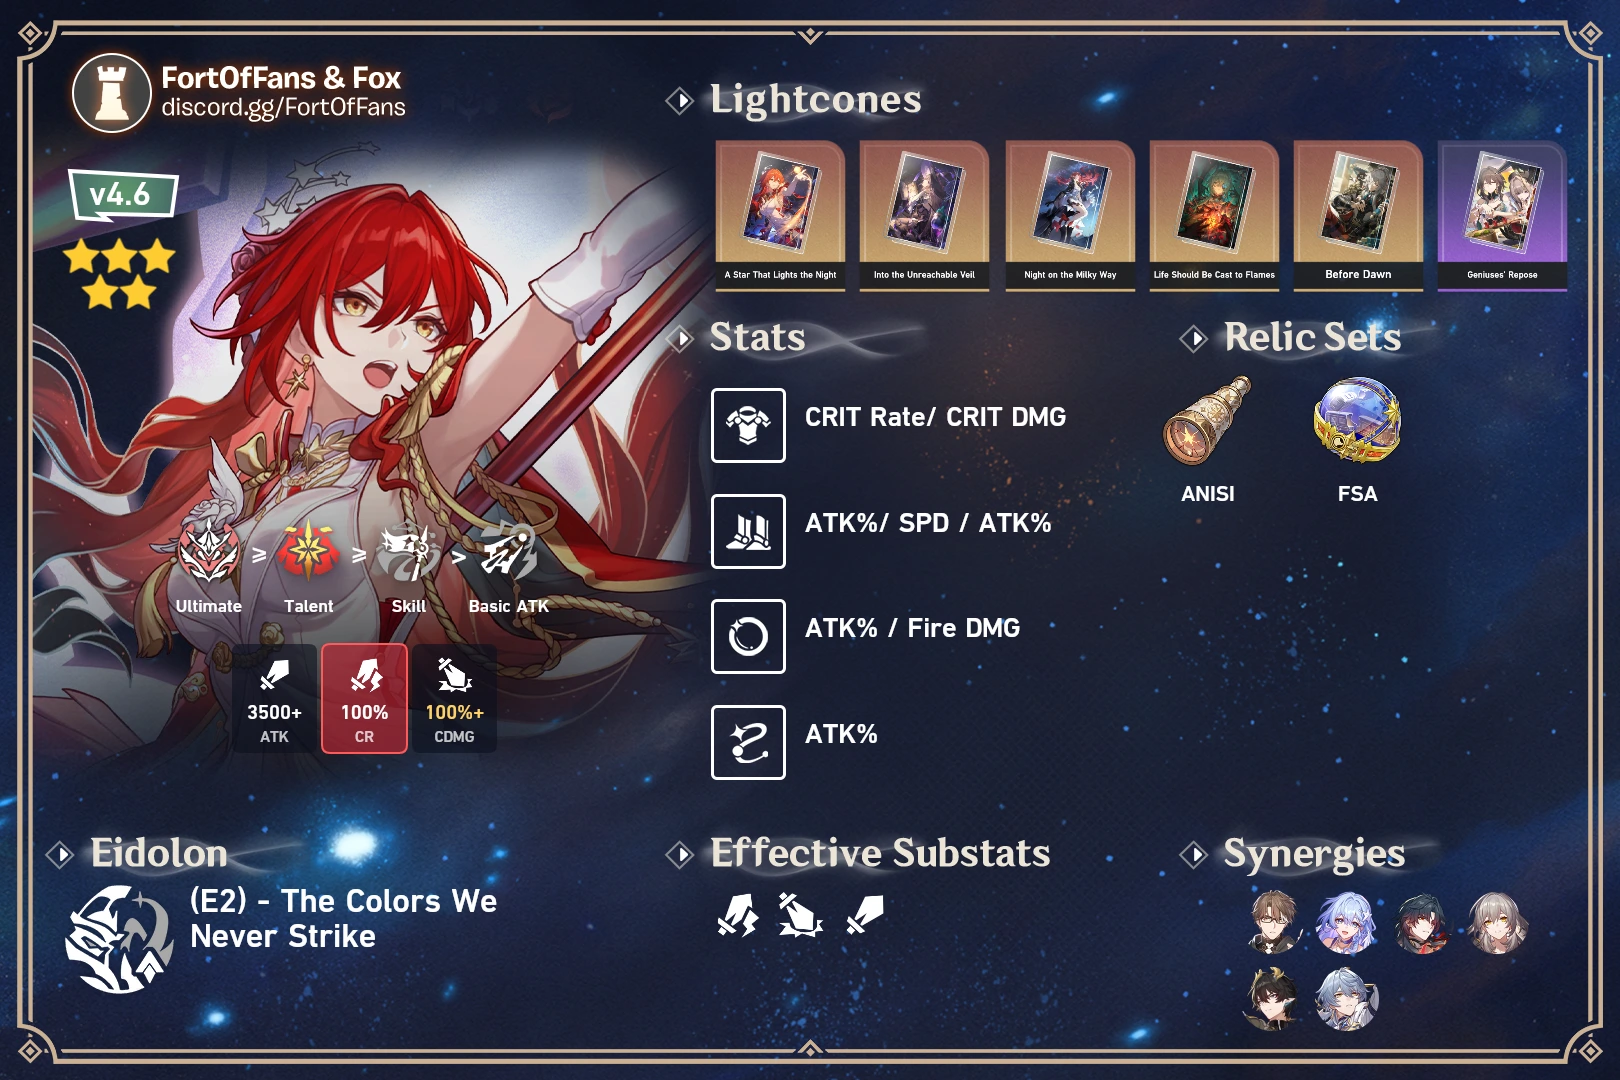 FortOfFans & Fox
discord.gg/FortOfFans
v4.6
Ultimate ≥ Talent ≥ Skill > Basic ATK
3500+ ATK
100% CR
100%+ CDMG
Lightcones
A Star That Lights the Night
Into the Unreachable Veil
Night on the Milky Way
Life Should Be Cast to Flames
Before Dawn
Geniuses' Repose
Stats
CRIT Rate/ CRIT DMG
ATK%/ SPD / ATK%
ATK% / Fire DMG
ATK%
Relic Sets
ANISI
FSA
Eidolon
(E2) - The Colors We
Never Strike
Effective Substats
Synergies